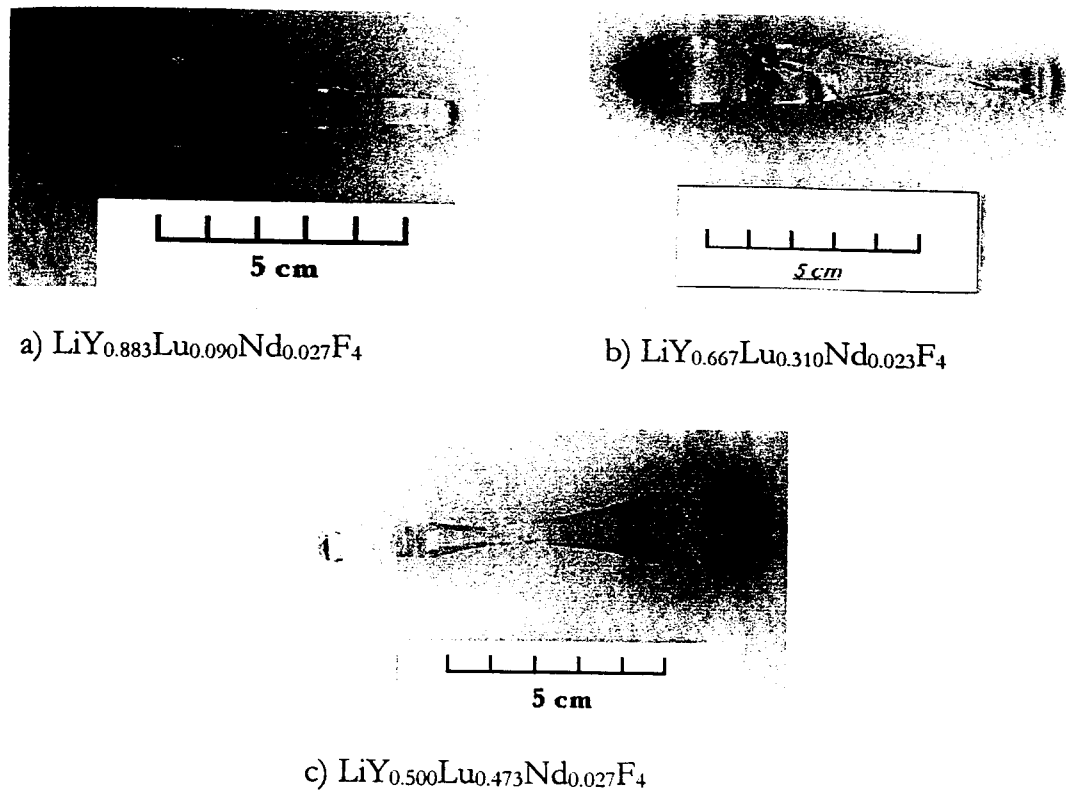 5 cm
5 cm
a) LiY₀.₈₈₃Lu₀.₀₉₀Nd₀.₀₂₇F₄
b) LiY₀.₆₆₇Lu₀.₃₁₀Nd₀.₀₂₃F₄
5 cm
c) LiY₀.₅₀₀Lu₀.₄₇₃Nd₀.₀₂₇F₄